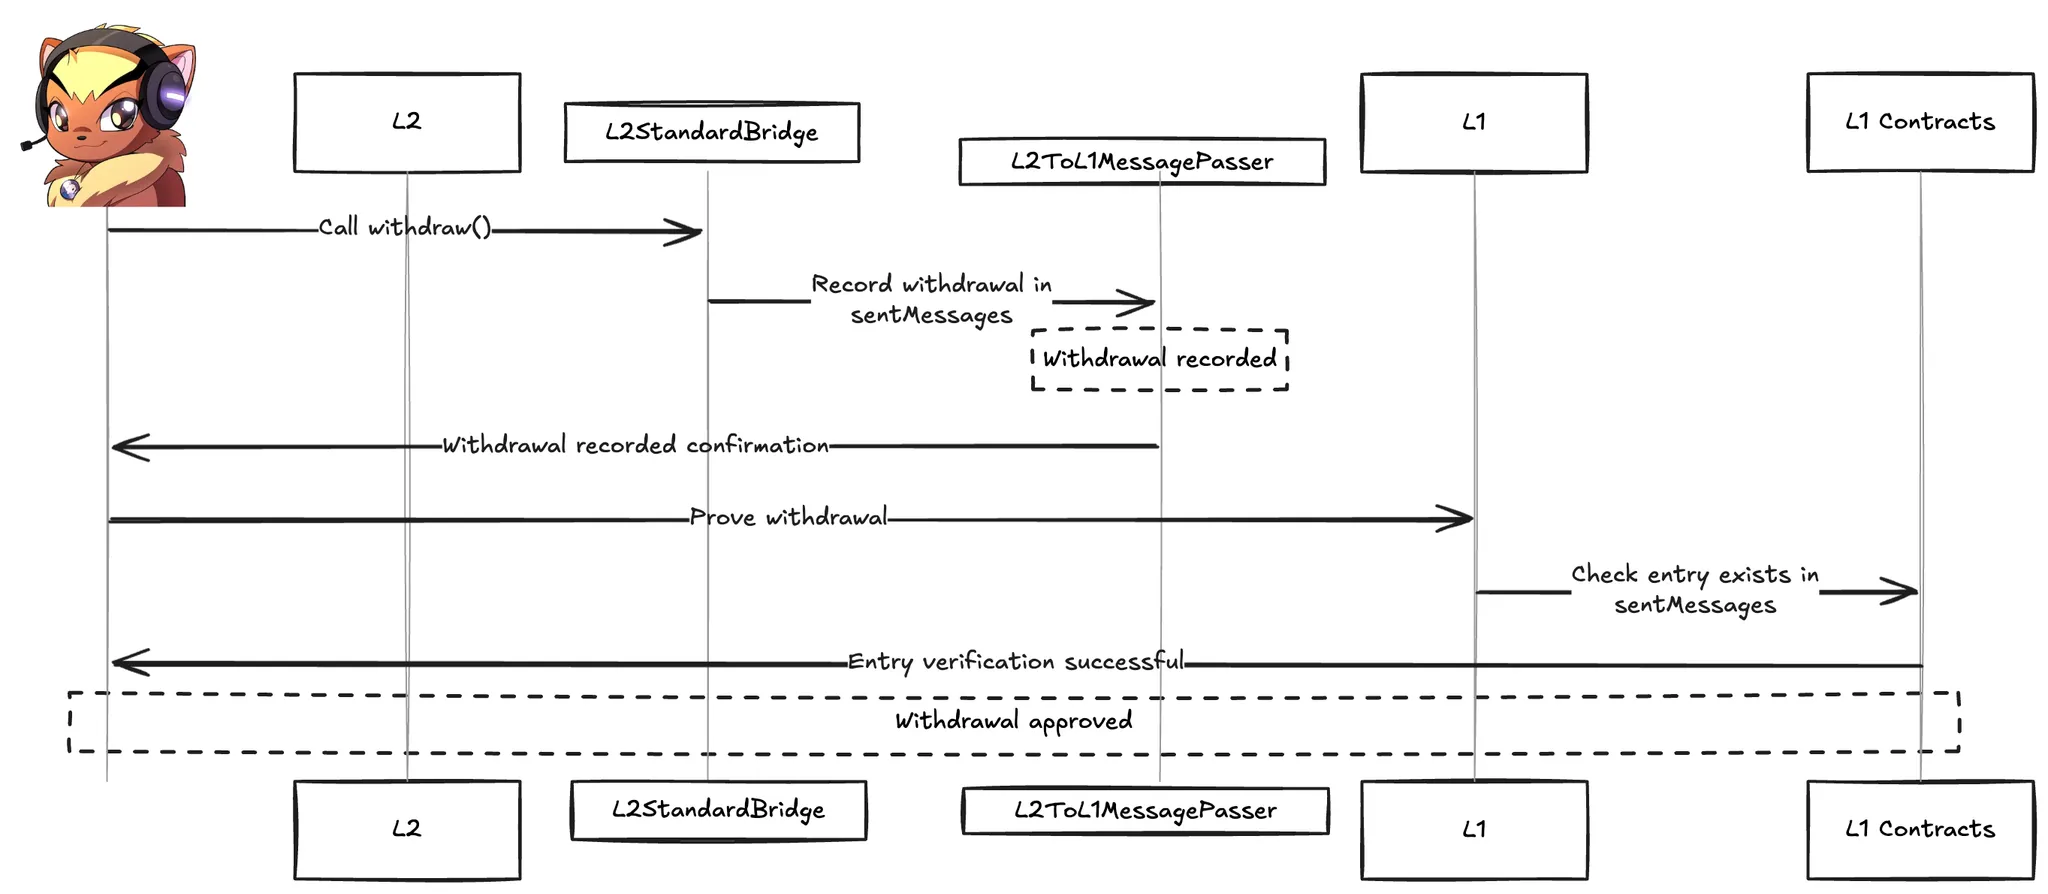 L2
L2StandardBridge
L2ToL1MessagePasser
L1
L1 Contracts
Call withdraw()
Record withdrawal in
sentMessages
Withdrawal recorded
Withdrawal recorded confirmation
Prove withdrawal
Check entry exists in
sentMessages
Entry verification successful
Withdrawal approved
L2
L2StandardBridge
L2ToL1MessagePasser
L1
L1 Contracts